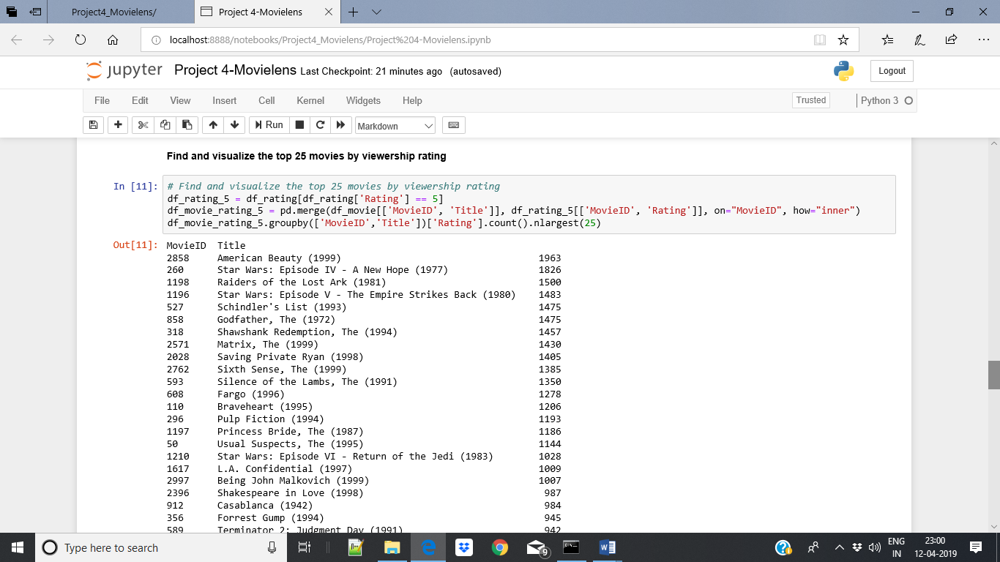 Project4_Movielens/
Project 4-Movielens
localhost:8888/notebooks/Project4_Movielens/Project%204-Movielens.ipynb
jupyter Project 4-Movielens Last Checkpoint: 21 minutes ago (autosaved)
Logout
File Edit View Insert Cell Kernel Widgets Help
Trusted
Python 3
Run
Markdown
Find and visualize the top 25 movies by viewership rating
In [11]: # Find and visualize the top 25 movies by viewership rating
df_rating_5 = df_rating[df_rating['Rating'] == 5]
df_movie_rating_5 = pd.merge(df_movie[['MovieID', 'Title']], df_rating_5[['MovieID', 'Rating']], on="MovieID", how="inner")
df_movie_rating_5.groupby(['MovieID','Title'])['Rating'].count().nlargest(25)
Out[11]: MovieID Title
2858 American Beauty (1999) 1963
260 Star Wars: Episode IV - A New Hope (1977) 1826
1198 Raiders of the Lost Ark (1981) 1500
1196 Star Wars: Episode V - The Empire Strikes Back (1980) 1483
527 Schindler's List (1993) 1475
858 Godfather, The (1972) 1475
318 Shawshank Redemption, The (1994) 1457
2571 Matrix, The (1999) 1430
2028 Saving Private Ryan (1998) 1405
2762 Sixth Sense, The (1999) 1385
593 Silence of the Lambs, The (1991) 1350
608 Fargo (1996) 1278
110 Braveheart (1995) 1206
296 Pulp Fiction (1994) 1193
1197 Princess Bride, The (1987) 1186
50 Usual Suspects, The (1995) 1144
1210 Star Wars: Episode VI - Return of the Jedi (1983) 1028
1617 L.A. Confidential (1997) 1009
2997 Being John Malkovich (1999) 1007
2396 Shakespeare in Love (1998) 987
912 Casablanca (1942) 984
356 Forrest Gump (1994) 945
589 Terminator 2: Judgment Day (1991) 942
Type here to search
9
ENG
IN
23:00
12-04-2019